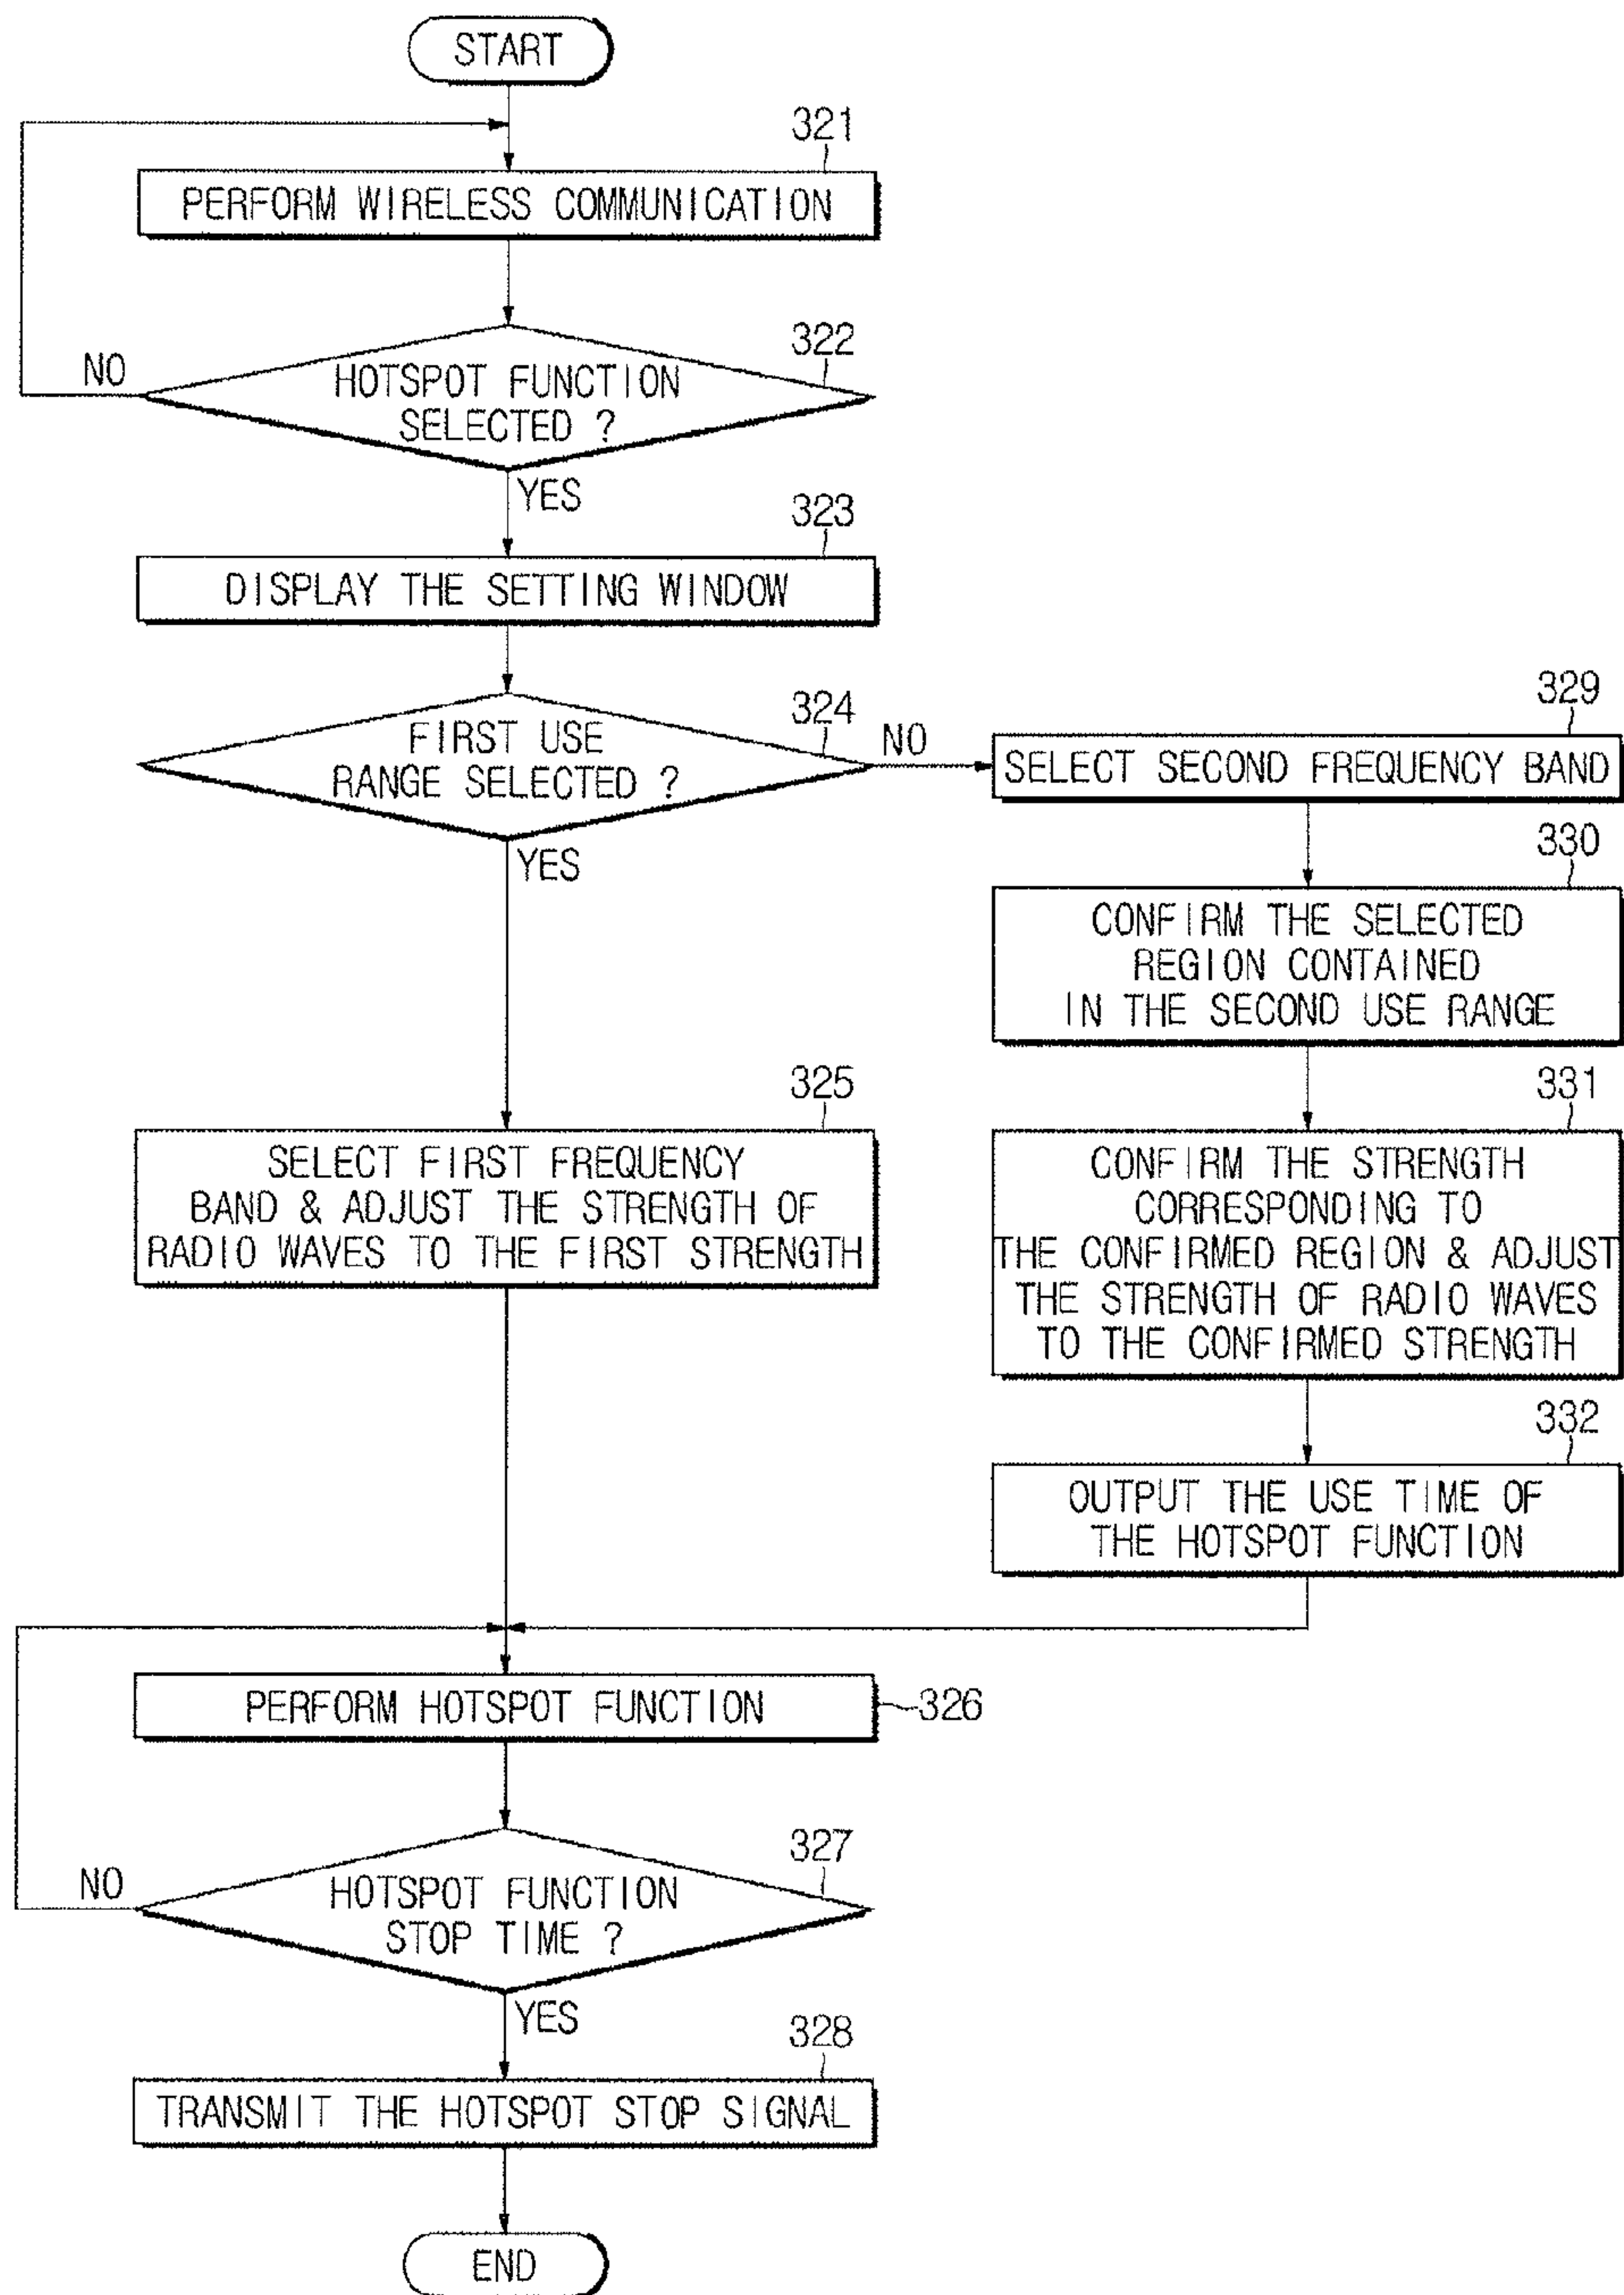 START
321
PERFORM WIRELESS COMMUNICATION
322
NO
HOTSPOT FUNCTION
SELECTED ?
YES
323
DISPLAY THE SETTING WINDOW
324
FIRST USE
RANGE SELECTED ?
NO
YES
329
SELECT SECOND FREQUENCY BAND
330
CONFIRM THE SELECTED
REGION CONTAINED
IN THE SECOND USE RANGE
325
SELECT FIRST FREQUENCY
BAND & ADJUST THE STRENGTH OF
RADIO WAVES TO THE FIRST STRENGTH
331
CONFIRM THE STRENGTH
CORRESPONDING TO
THE CONFIRMED REGION & ADJUST
THE STRENGTH OF RADIO WAVES
TO THE CONFIRMED STRENGTH
332
OUTPUT THE USE TIME OF
THE HOTSPOT FUNCTION
PERFORM HOTSPOT FUNCTION
326
327
NO
HOTSPOT FUNCTION
STOP TIME ?
YES
328
TRANSMIT THE HOTSPOT STOP SIGNAL
END